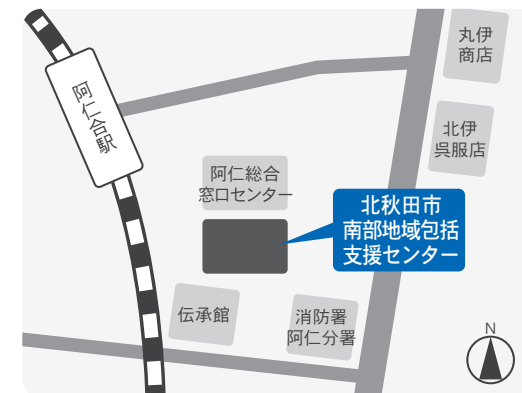 丸伊
商店
阿仁合駅
北伊
呉服店
阿仁総合
窓口センター
北秋田市
南部地域包括
支援センター
伝承館
消防署
阿仁分署
N